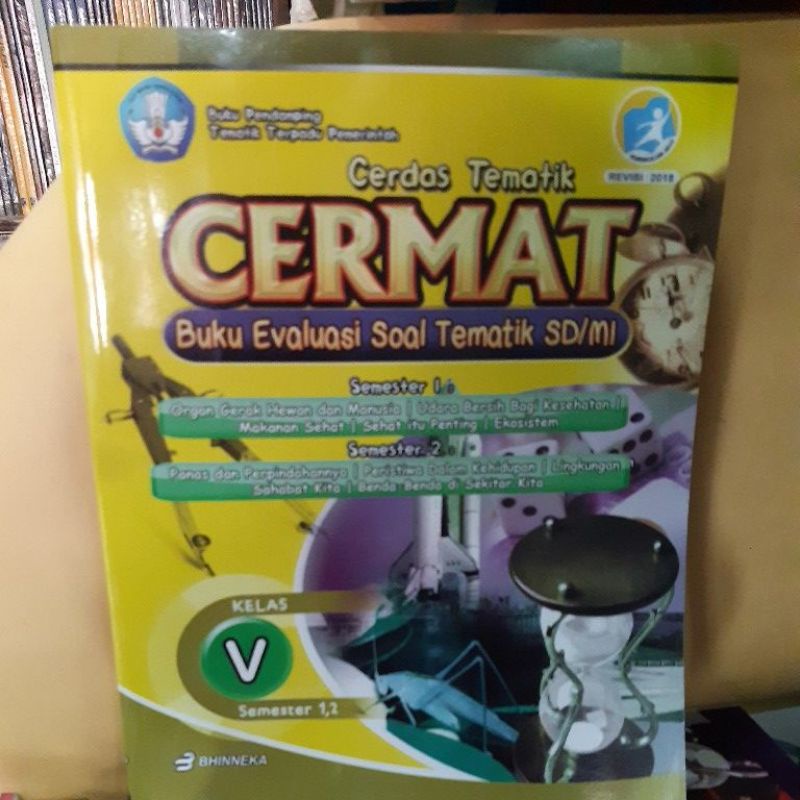 Buku Pendamping
Tematik Terpadu Pemerintah
REVISI 2018
Cerdas Tematik
CERMAT
Buku Evaluasi Soal Tematik SD/MI
Semester 1 :
Organ Gerak Hewan dan Manusia | Udara Bersih Bagi Kesehatan |
Makanan Sehat | Sehat itu Penting | Ekosistem
Semester 2 :
Panas dan Perpindahannya | Peristiwa Dalam Kehidupan | Lingkungan
Sahabat Kita | Benda Benda di Sekitar Kita
KELAS
V
Semester 1,2
BHINNEKA